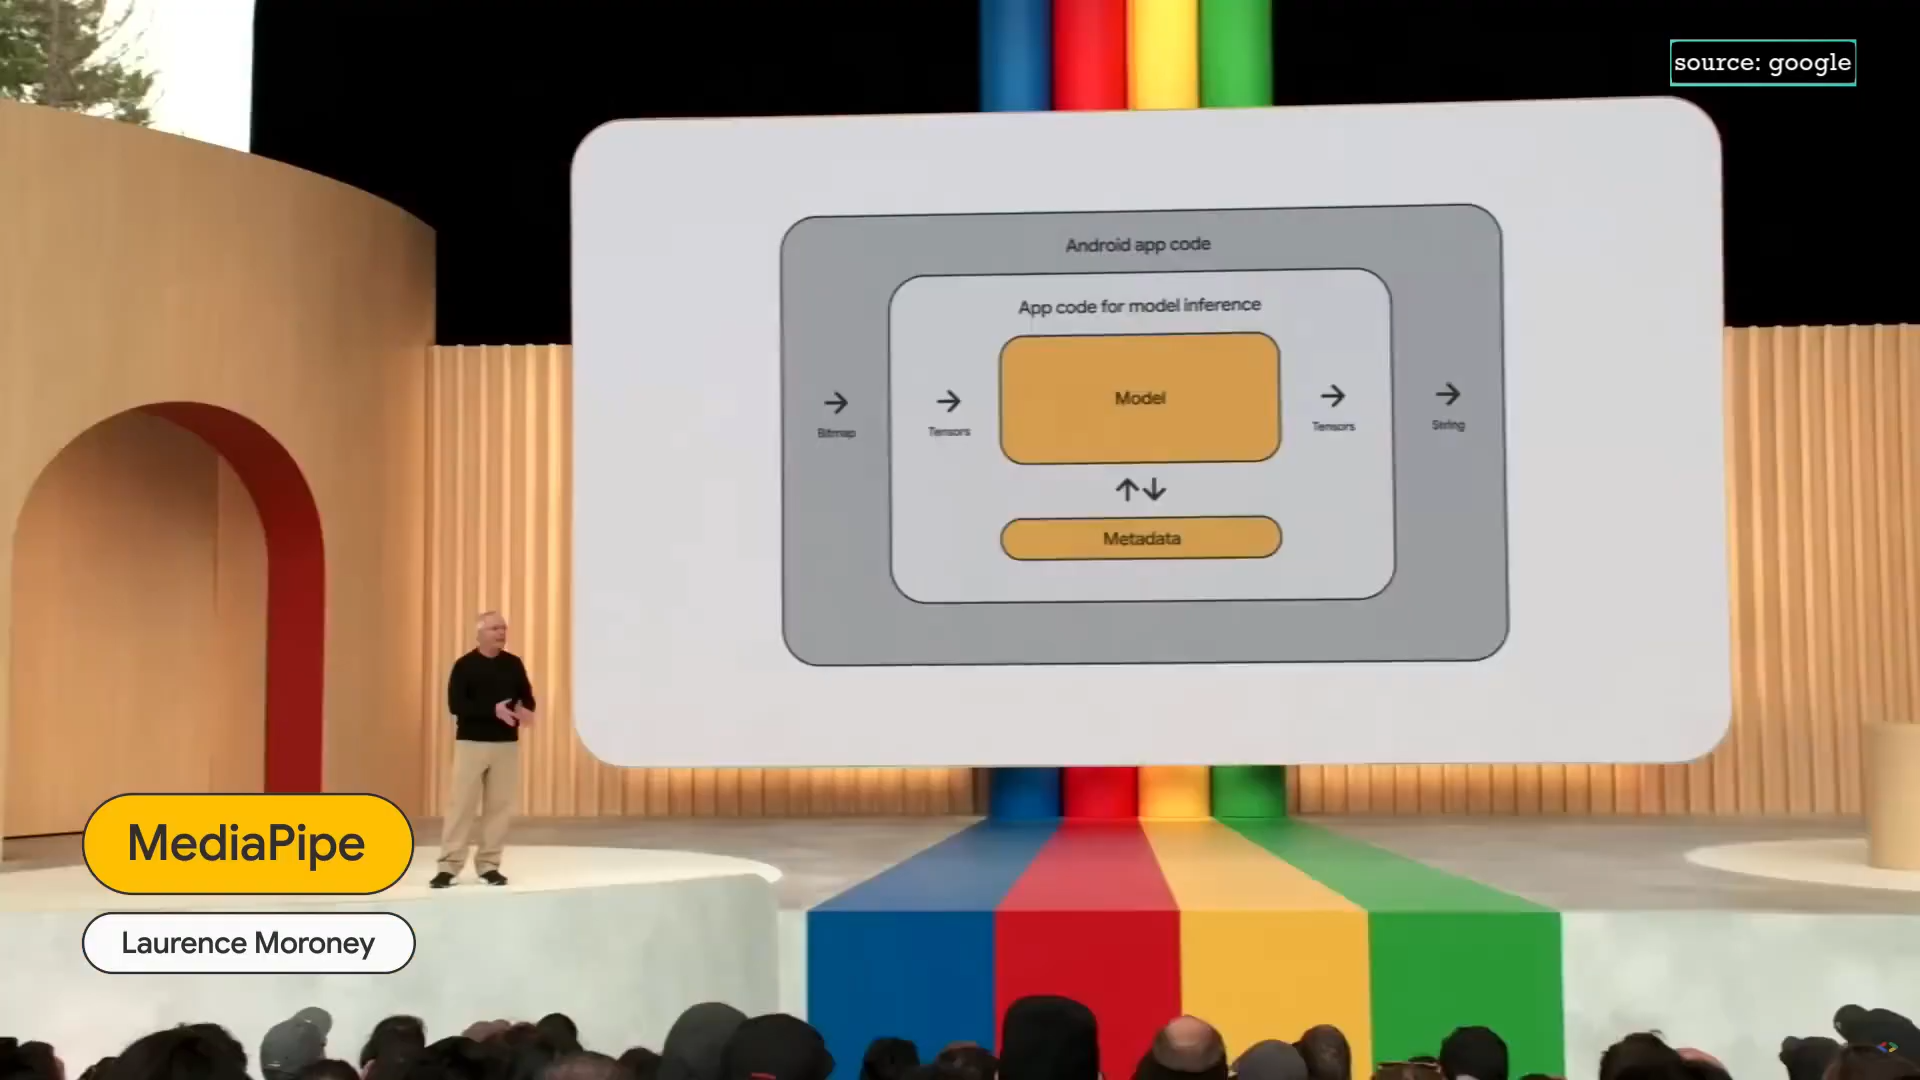 source: google
Android app code
App code for model inference
Model
Bitmap
Tensors
Tensors
String
Metadata
MediaPipe
Laurence Moroney